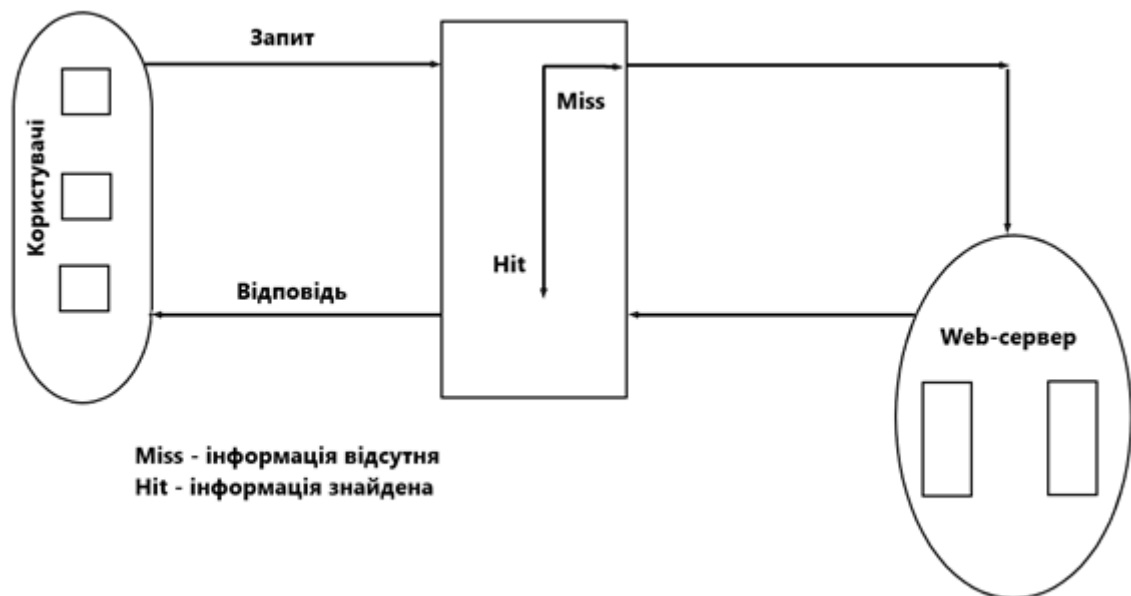 Запит
Miss
Користувачі
Hit
Відповідь
Web-сервер
Miss - інформація відсутня
Hit - інформація знайдена